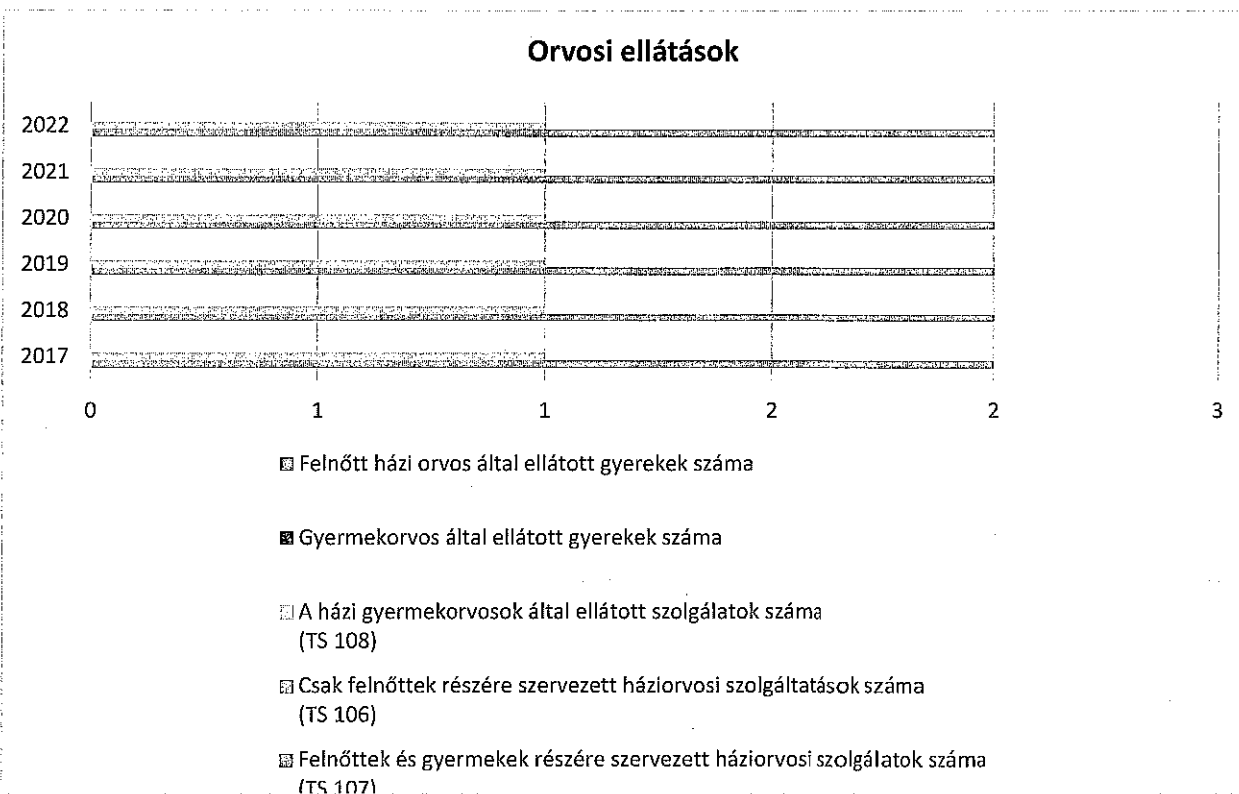 Orvosi ellátások
2022
2021
2020
2019
2018
2017
0 1 1 2 2 3
Felnőtt házi orvos által ellátott gyerekek száma
Gyermekorvos által ellátott gyerekek száma
A házi gyermekorvosok által ellátott szolgálatok száma
(TS 108)
Csak felnőttek részére szervezett háziorvosi szolgáltatások száma
(TS 106)
Felnőttek és gyermekek részére szervezett háziorvosi szolgálatok száma
(TS 107)